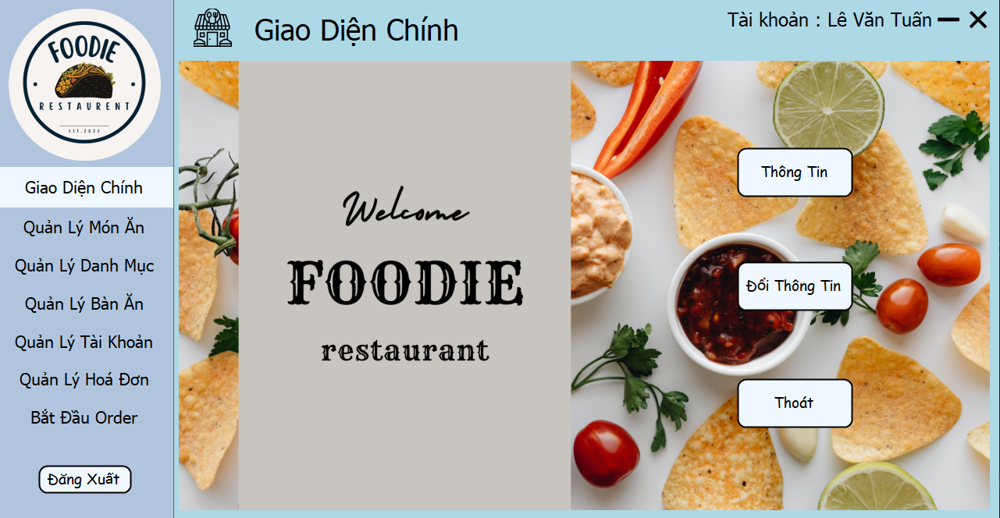 FOODIE
RESTAURENT
EST.2022
Giao Diện Chính
Quản Lý Món Ăn
Quản Lý Danh Mục
Quản Lý Bàn Ăn
Quản Lý Tài Khoản
Quản Lý Hoá Đơn
Bắt Đầu Order
Đăng Xuất
Giao Diện Chính
Tài khoản : Lê Văn Tuấn
Welcome
FOODIE
restaurant
Thông Tin
Đổi Thông Tin
Thoát